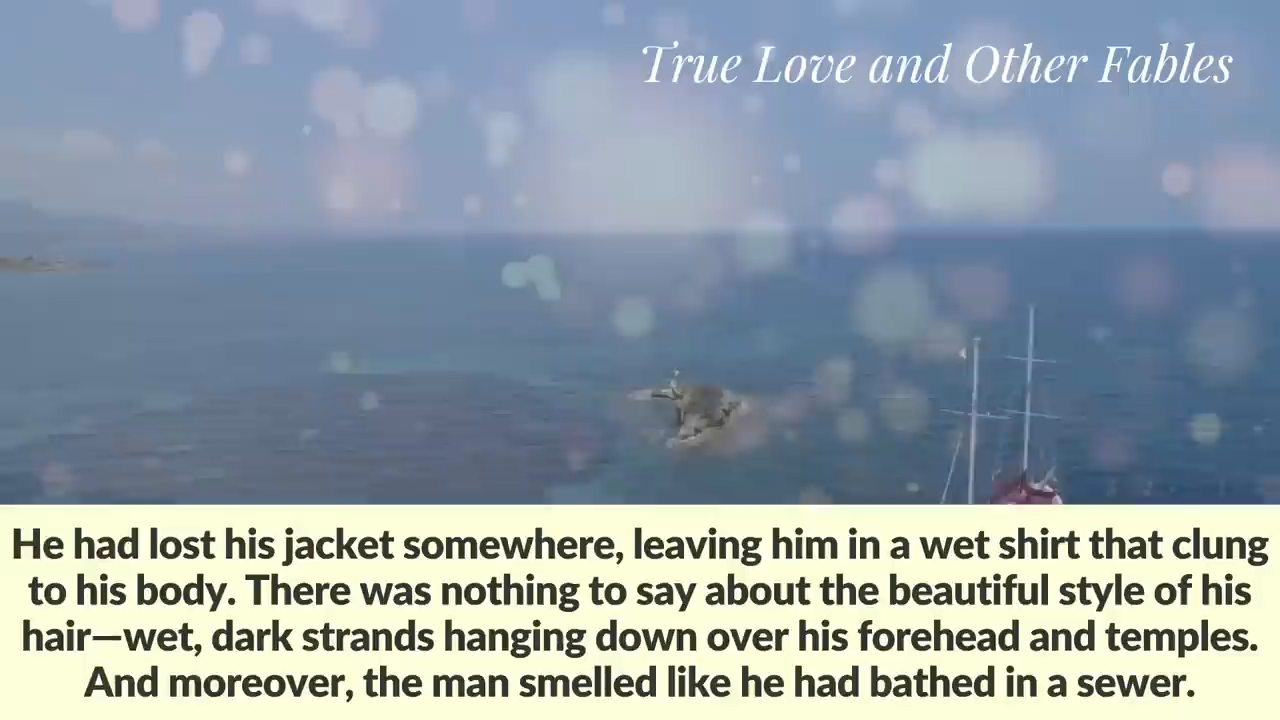 True Love and Other Fables
He had lost his jacket somewhere, leaving him in a wet shirt that clung
to his body. There was nothing to say about the beautiful style of his
hair—wet, dark strands hanging down over his forehead and temples.
And moreover, the man smelled like he had bathed in a sewer.